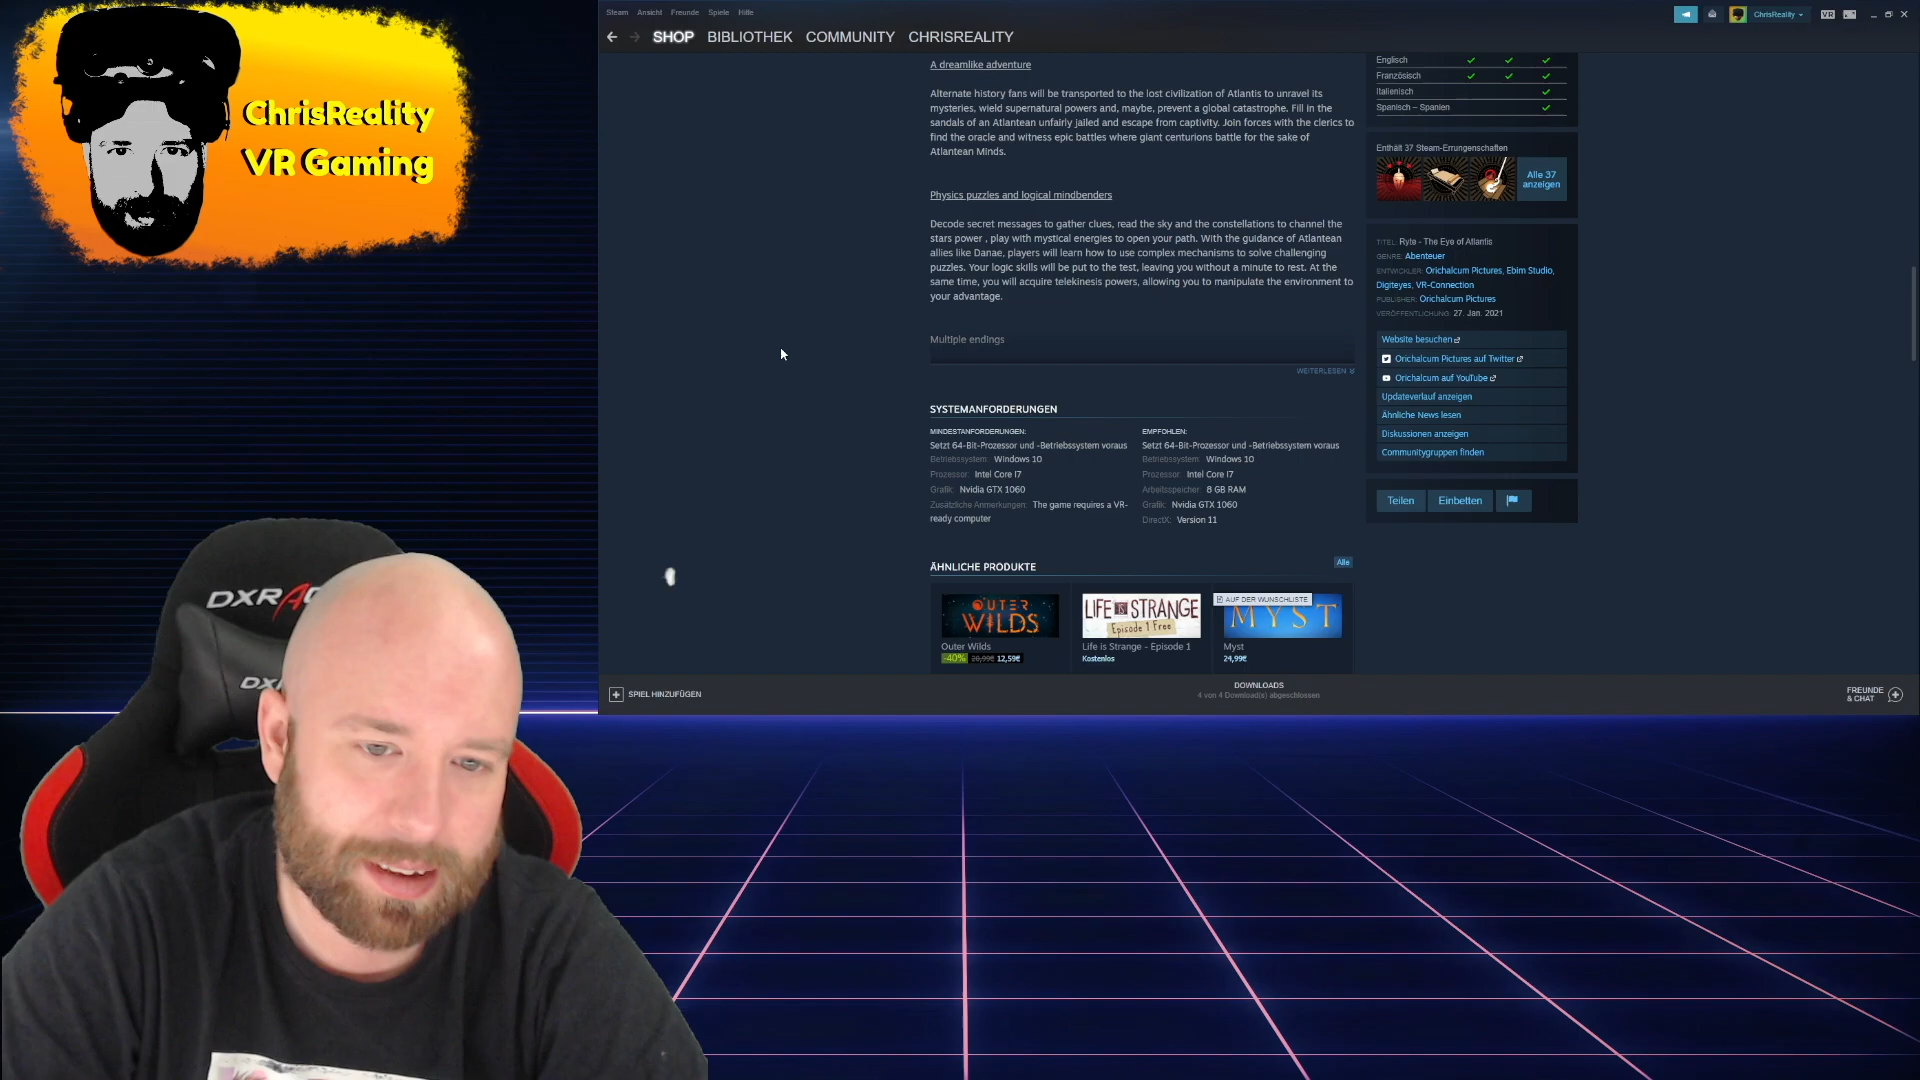 ChrisReality
VR Gaming
Steam Ansicht Freunde Spiele Hilfe
ChrisReality
VR
SHOP BIBLIOTHEK COMMUNITY CHRISREALITY
A dreamlike adventure
Alternate history fans will be transported to the lost civilization of Atlantis to unravel its
mysteries, wield supernatural powers and, maybe, prevent a global catastrophe. Fill in the
sandals of an Atlantean unfairly jailed and escape from captivity. Join forces with the clerics to
find the oracle and witness epic battles where giant centurions battle for the sake of
Atlantean Minds.
Physics puzzles and logical mindbenders
Decode secret messages to gather clues, read the sky and the constellations to channel the
stars power , play with mystical energies to open your path. With the guidance of Atlantean
allies like Danae, players will learn how to use complex mechanisms to solve challenging
puzzles. Your logic skills will be put to the test, leaving you without a minute to rest. At the
same time, you will acquire telekinesis powers, allowing you to manipulate the environment to
your advantage.
Multiple endings
WEITERLESEN
SYSTEMANFORDERUNGEN
MINDESTANFORDERUNGEN:
Setzt 64-Bit-Prozessor und -Betriebssystem voraus
Betriebssystem: Windows 10
Prozessor: Intel Core I7
Grafik: Nvidia GTX 1060
Zusätzliche Anmerkungen: The game requires a VR-
ready computer
EMPFOHLEN:
Setzt 64-Bit-Prozessor und -Betriebssystem voraus
Betriebssystem: Windows 10
Prozessor: Intel Core I7
Arbeitsspeicher: 8 GB RAM
Grafik: Nvidia GTX 1060
DirectX: Version 11
ÄHNLICHE PRODUKTE
Alle
OUTER
WILDS
Outer Wilds
-40% 20,99€ 12,59€
LIFE IS STRANGE
Episode 1 Free
Life is Strange - Episode 1
Kostenlos
AUF DER WUNSCHLISTE
MYST
Myst
24,99€
Englisch
Französisch
Italienisch
Spanisch – Spanien
Enthält 37 Steam-Errungenschaften
Alle 37
anzeigen
TITEL: Ryte - The Eye of Atlantis
GENRE: Abenteuer
ENTWICKLER: Orichalcum Pictures, Ebim Studio,
Digiteyes, VR-Connection
PUBLISHER: Orichalcum Pictures
VERÖFFENTLICHUNG: 27. Jan. 2021
Website besuchen
Orichalcum Pictures auf Twitter
Orichalcum auf YouTube
Updateverlauf anzeigen
Ähnliche News lesen
Diskussionen anzeigen
Communitygruppen finden
Teilen Einbetten
SPIEL HINZUFÜGEN
DOWNLOADS
4 von 4 Download(s) abgeschlossen
FREUNDE
& CHAT
DXRA
DX